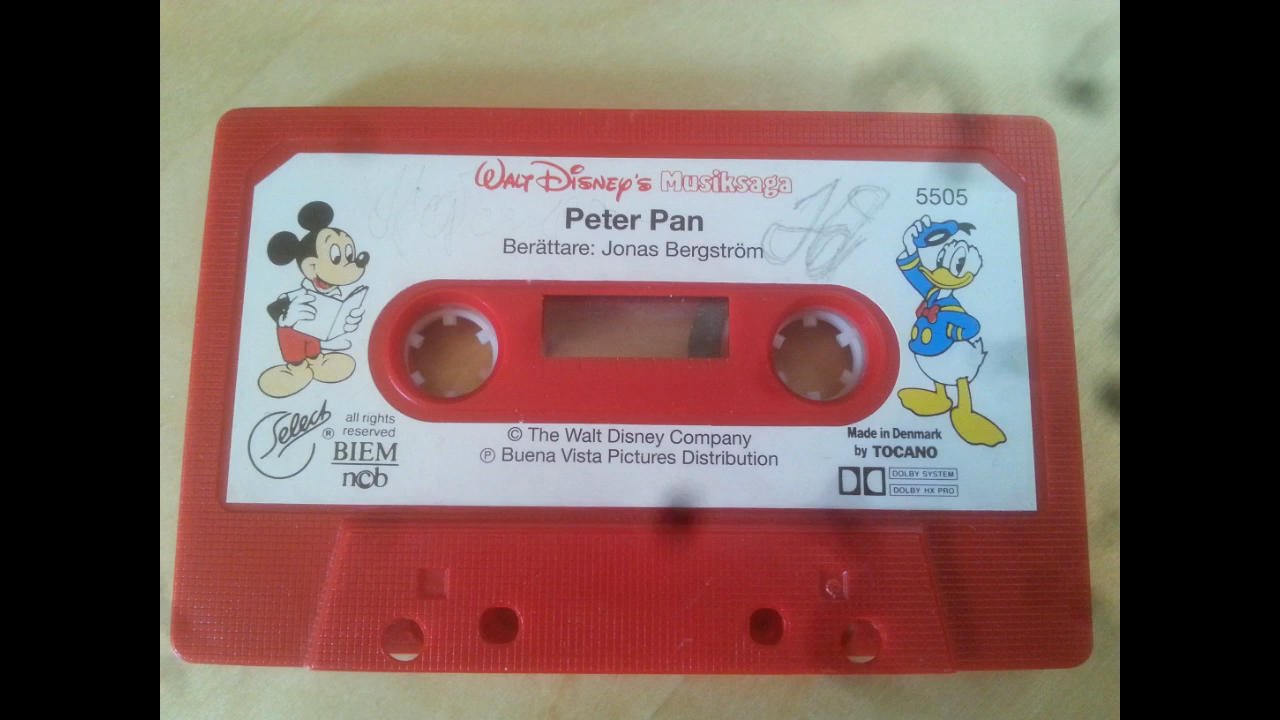 Walt Disney's Musiksaga
Peter Pan
Berättare: Jonas Bergström
5505
Select ®
all rights
reserved
BIEM
ncb
© The Walt Disney Company
℗ Buena Vista Pictures Distribution
Made in Denmark
by TOCANO
DOLBY SYSTEM
DOLBY HX PRO